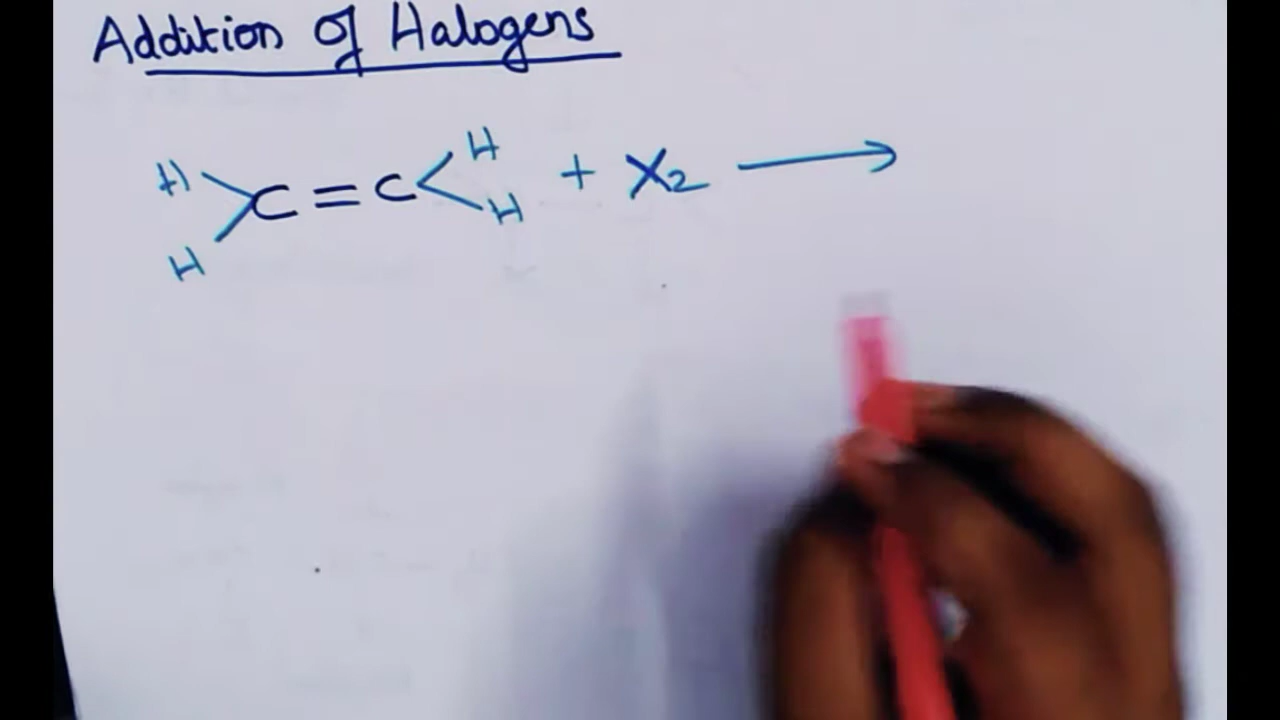 Addition Of Halogens
H H
C = C + X2 ⟶
H H